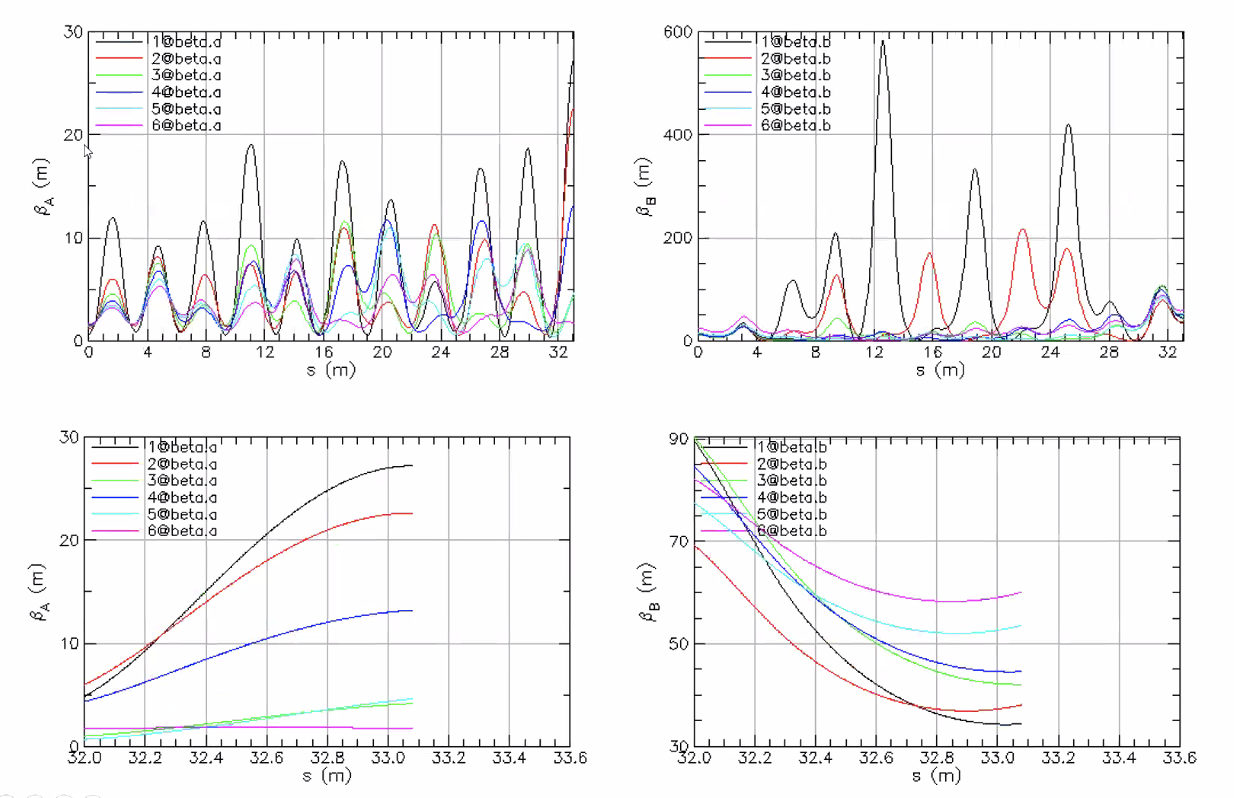 30
1@beta.a
2@beta.a
3@beta.a
4@beta.a
5@beta.a
6@beta.a
20
10
0
β_A (m)
0 4 8 12 16 20 24 28 32
s (m)
600
1@beta.b
2@beta.b
3@beta.b
4@beta.b
5@beta.b
6@beta.b
400
200
0
β_B (m)
0 4 8 12 16 20 24 28 32
s (m)
30
1@beta.a
2@beta.a
3@beta.a
4@beta.a
5@beta.a
6@beta.a
20
10
0
β_A (m)
32.0 32.2 32.4 32.6 32.8 33.0 33.2 33.4 33.6
s (m)
90
1@beta.b
2@beta.b
3@beta.b
4@beta.b
5@beta.b
6@beta.b
70
50
30
β_B (m)
32.0 32.2 32.4 32.6 32.8 33.0 33.2 33.4 33.6
s (m)